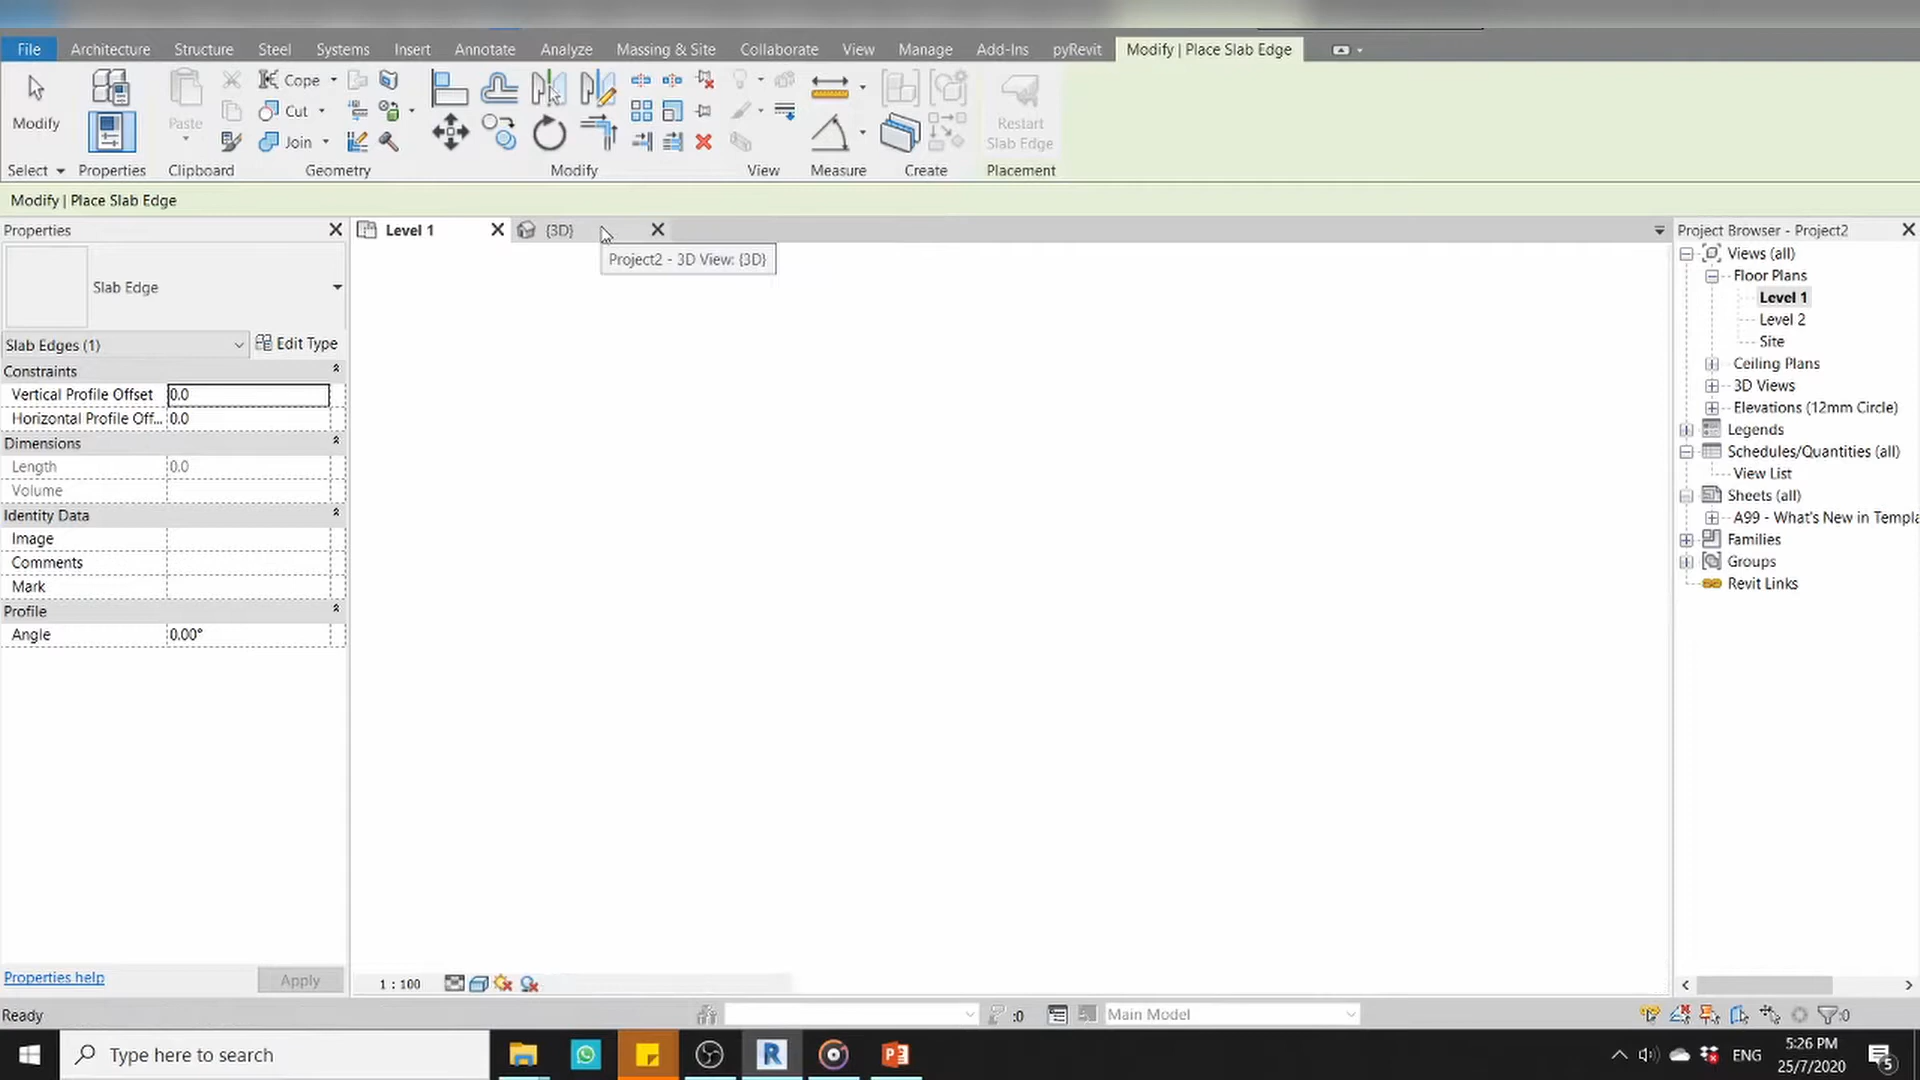 File Architecture Structure Steel Systems Insert Annotate Analyze Massing & Site Collaborate View Manage Add-Ins pyRevit Modify | Place Slab Edge
Modify
Paste
Cope
Cut
Join
Restart
Slab Edge
Select Properties Clipboard Geometry Modify View Measure Create Placement
Modify | Place Slab Edge
Properties
Level 1
{3D}
Project2 - 3D View: {3D}
Slab Edge
Slab Edges (1)
Edit Type
Constraints
Vertical Profile Offset 0.0
Horizontal Profile Off... 0.0
Dimensions
Length 0.0
Volume
Identity Data
Image
Comments
Mark
Profile
Angle 0.00°
Properties help
Apply
1 : 100
Project Browser - Project2
Views (all)
Floor Plans
Level 1
Level 2
Site
Ceiling Plans
3D Views
Elevations (12mm Circle)
Legends
Schedules/Quantities (all)
View List
Sheets (all)
A99 - What's New in Templa
Families
Groups
Revit Links
Ready
:0
Main Model
:0
Type here to search
R
ENG
5:26 PM
25/7/2020
5